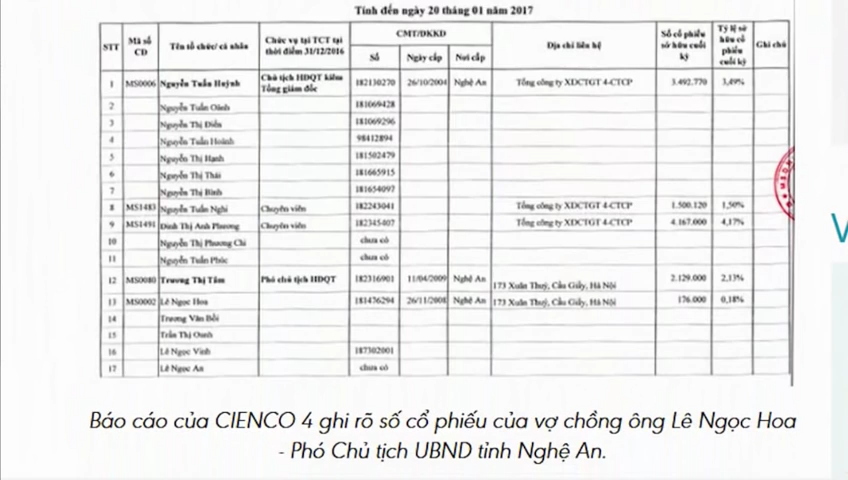 Tính đến ngày 20 tháng 01 năm 2017
STT | Mã số CĐ | Tên tổ chức/ cá nhân | Chức vụ tại TCT tại thời điểm 31/12/2016 | CMT/ĐKKD | Địa chỉ liên hệ | Số cổ phiếu sở hữu cuối kỳ | Tỷ lệ sở hữu cổ phiếu cuối kỳ | Ghi chú
Số | Ngày cấp | Nơi cấp
1 | MS0006 | Nguyễn Tuấn Huỳnh | Chủ tịch HĐQT kiêm Tổng giám đốc | 182130270 | 26/10/2004 | Nghệ An | Tổng công ty XDCTGT 4-CTCP | 3.492.770 | 3,49%
2 | Nguyễn Tuấn Oánh | 181069428
3 | Nguyễn Thị Điền | 181069296
4 | Nguyễn Tuấn Hoành | 98412894
5 | Nguyễn Thị Hạnh | 181502479
6 | Nguyễn Thị Thái | 181665915
7 | Nguyễn Thị Bình | 181654097
8 | MS1483 | Nguyễn Tuấn Nghi | Chuyên viên | 182243041 | Tổng công ty XDCTGT 4-CTCP | 1.500.120 | 1,50%
9 | MS1491 | Đinh Thị Anh Phương | Chuyên viên | 182345407 | Tổng công ty XDCTGT 4-CTCP | 4.167.000 | 4,17%
10 | Nguyễn Thị Phương Chi | chưa có
11 | Nguyễn Tuấn Phúc | chưa có
12 | MS0080 | Trương Thị Tâm | Phó chủ tịch HĐQT | 182316901 | 11/04/2009 | Nghệ An | 173 Xuân Thuỷ, Cầu Giấy, Hà Nội | 2.129.000 | 2,13%
13 | MS0002 | Lê Ngọc Hoa | 181436294 | 26/11/2008 | Nghệ An | 173 Xuân Thuỷ, Cầu Giấy, Hà Nội | 176.000 | 0,18%
14 | Trương Văn Bồi
15 | Trần Thị Oanh
16 | Lê Ngọc Vinh | 187302001
17 | Lê Ngọc An | chưa có
Báo cáo của CIENCO 4 ghi rõ số cổ phiếu của vợ chồng ông Lê Ngọc Hoa
- Phó Chủ tịch UBND tỉnh Nghệ An.